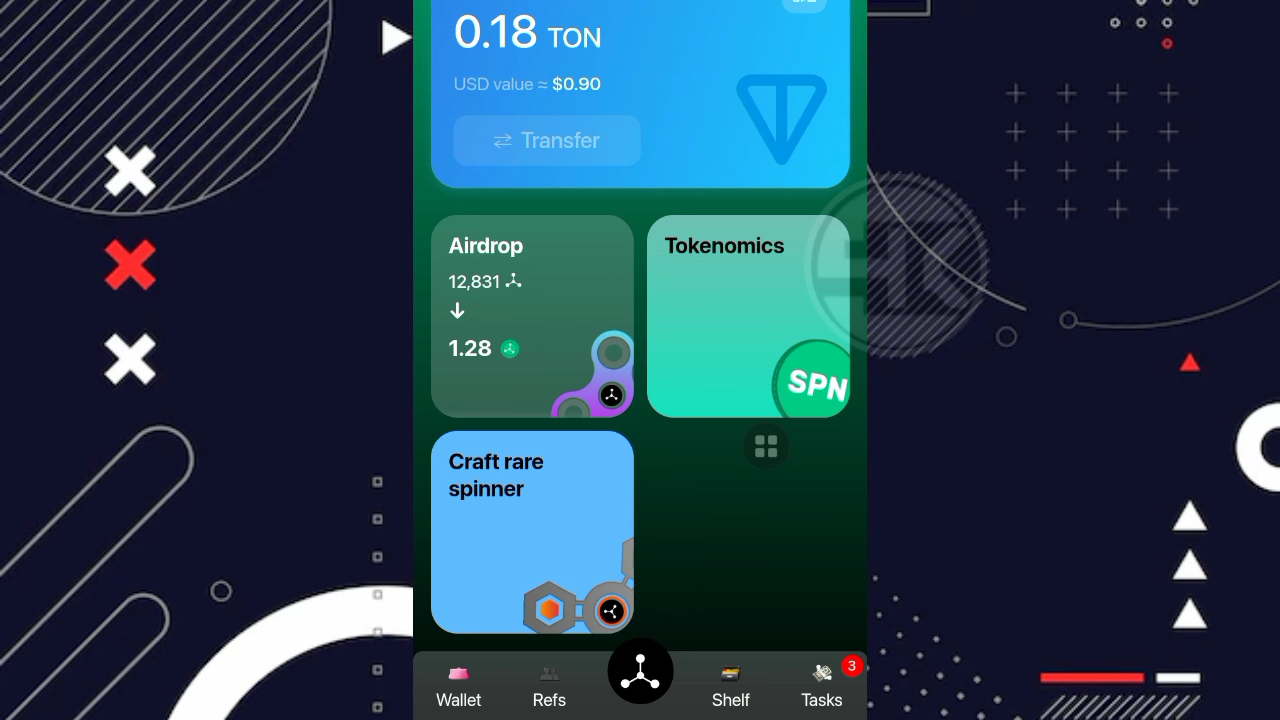 0.18 TON
USD value ≈ $0.90
Transfer
Airdrop
12,831
1.28
Tokenomics
SPN
Craft rare
spinner
Wallet
Refs
Shelf
Tasks
3